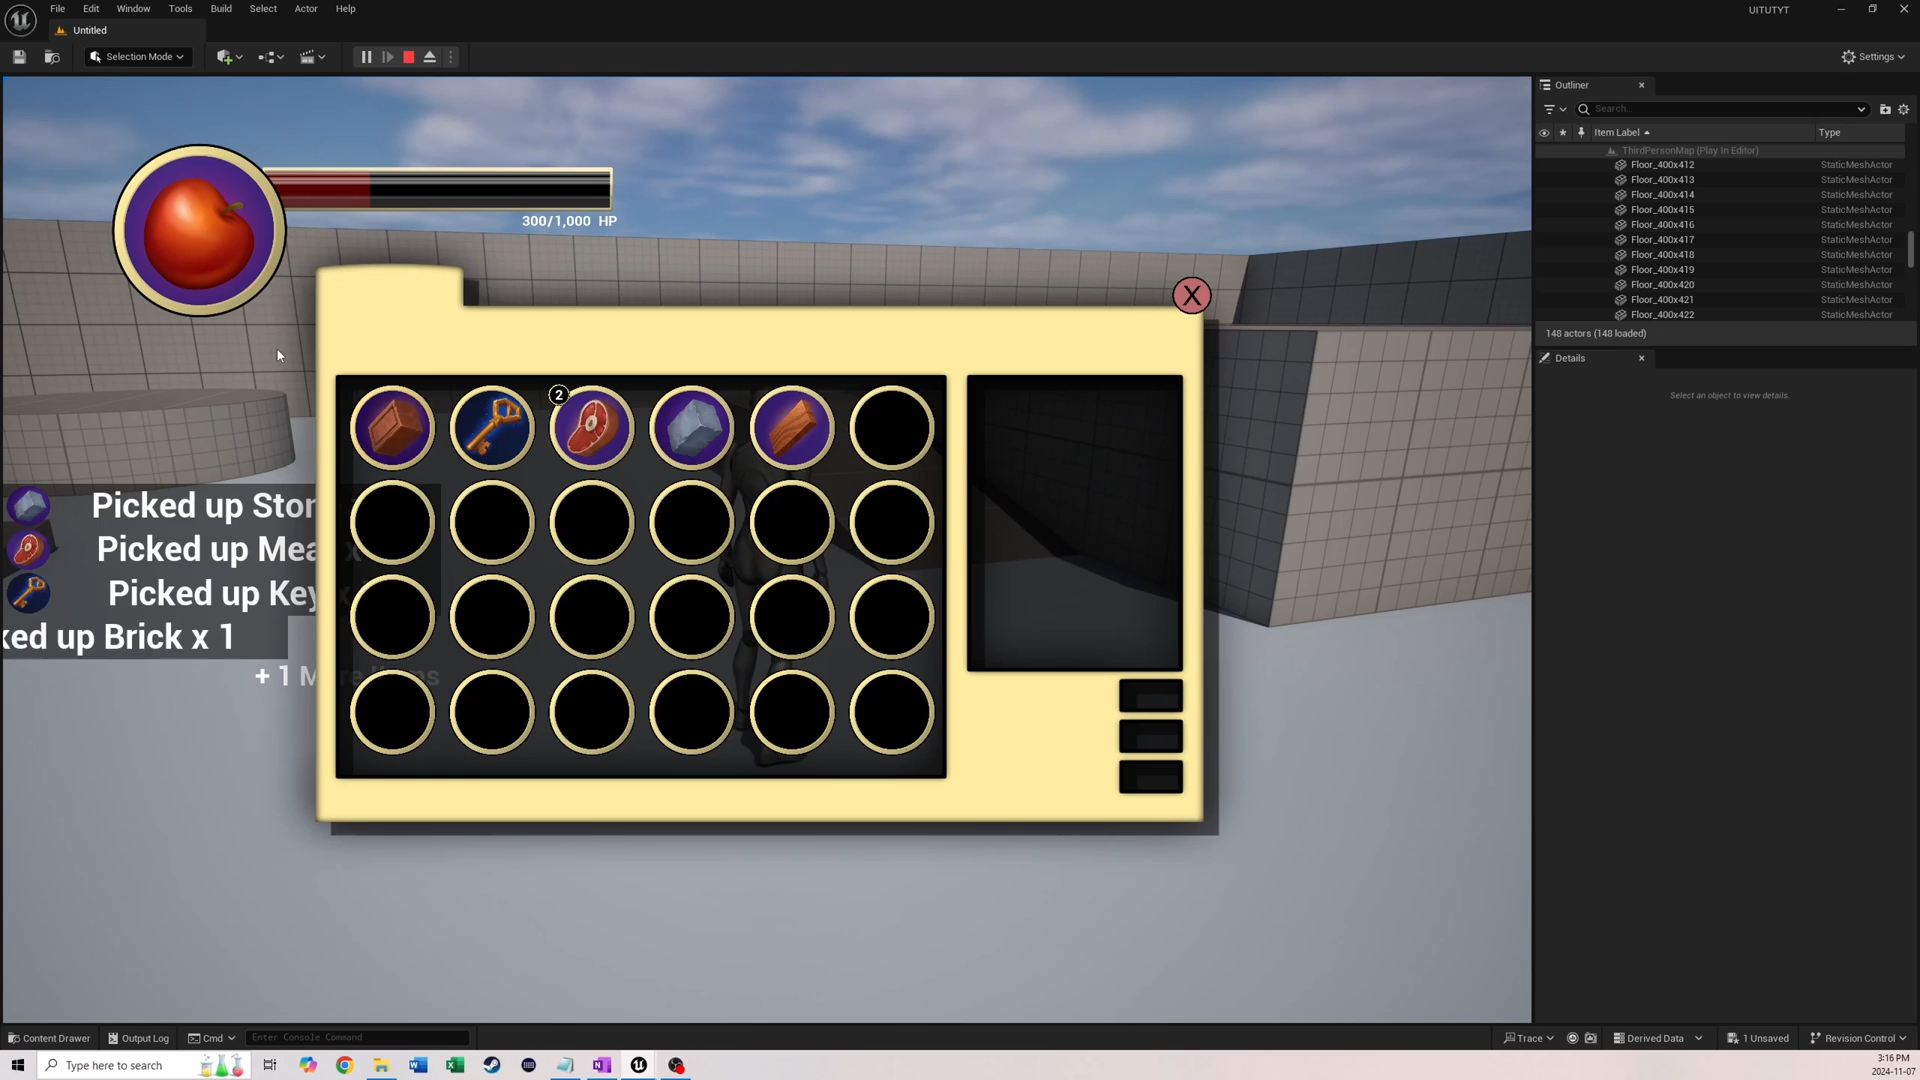 File Edit Window Tools Build Select Actor Help
UITUTYT
Untitled
Selection Mode
Settings
Outliner
Search...
Item Label Type
ThirdPersonMap (Play In Editor)
Floor_400x412 StaticMeshActor
Floor_400x413 StaticMeshActor
Floor_400x414 StaticMeshActor
Floor_400x415 StaticMeshActor
Floor_400x416 StaticMeshActor
Floor_400x417 StaticMeshActor
Floor_400x418 StaticMeshActor
Floor_400x419 StaticMeshActor
Floor_400x420 StaticMeshActor
Floor_400x421 StaticMeshActor
Floor_400x422 StaticMeshActor
148 actors (148 loaded)
Details
Select an object to view details.
300/1,000 HP
X
2
Picked up Ston
Picked up Meat x
Picked up Key x
ked up Brick x 1
+ 1 More Items
Content Drawer Output Log Cmd Enter Console Command
Trace Derived Data 1 Unsaved Revision Control
Type here to search
3:16 PM
2024-11-07